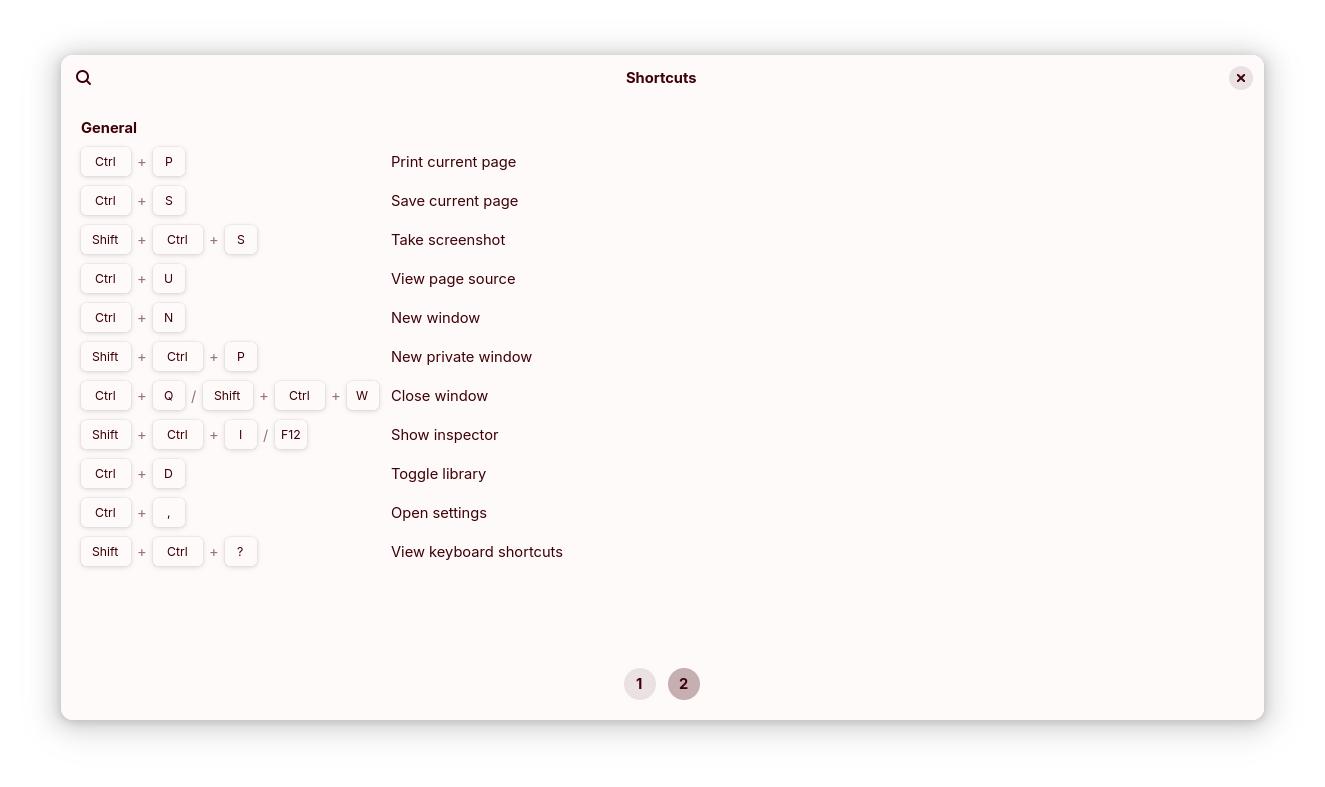 Shortcuts
General
Ctrl + P Print current page
Ctrl + S Save current page
Shift + Ctrl + S Take screenshot
Ctrl + U View page source
Ctrl + N New window
Shift + Ctrl + P New private window
Ctrl + Q / Shift + Ctrl + W Close window
Shift + Ctrl + I / F12 Show inspector
Ctrl + D Toggle library
Ctrl + , Open settings
Shift + Ctrl + ? View keyboard shortcuts
1 2